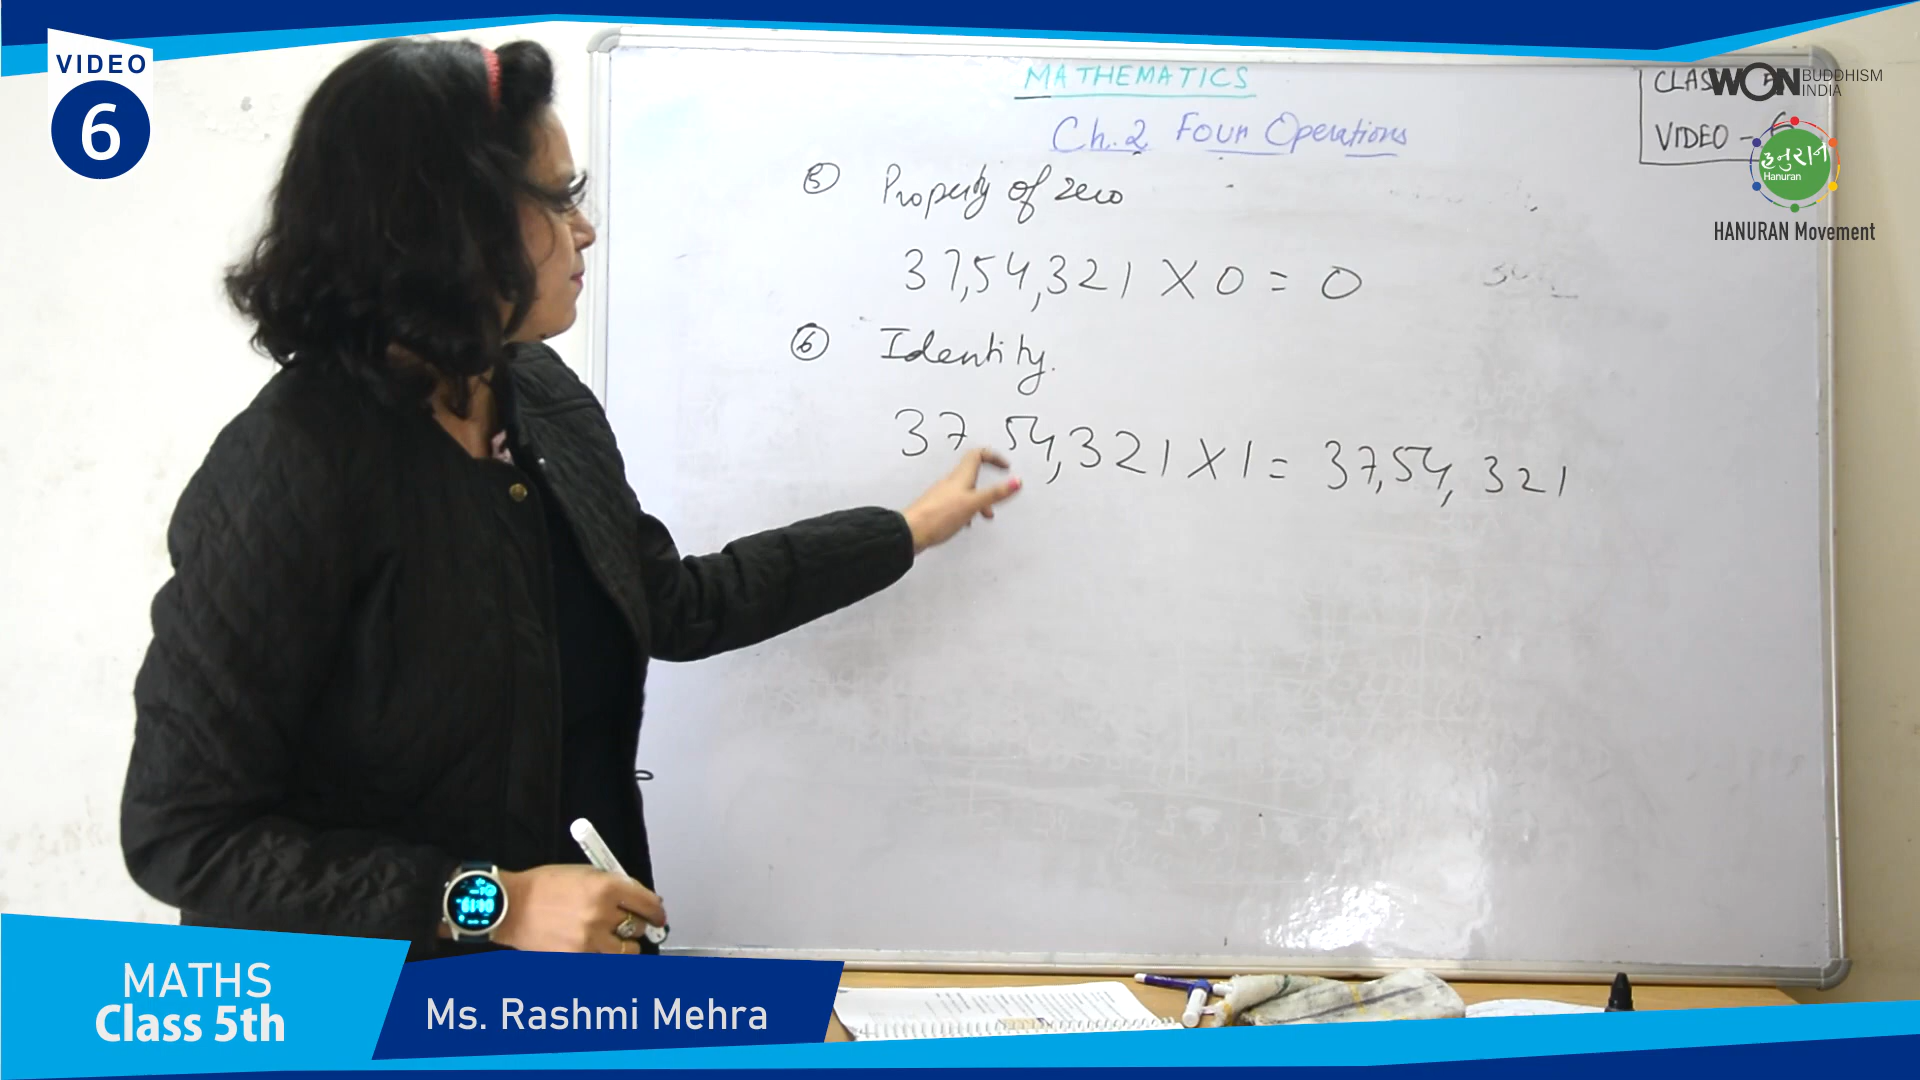 VIDEO
6
MATHEMATICS
Ch.2 Four Operations
CLASS
VIDEO - 6
WON BUDDHISM INDIA
हनुरान
Hanuran
HANURAN Movement
5 Property of zero
37,54,321 X 0 = 0
6 Identity.
37,54,321 X 1 = 37,54,321
MATHS
Class 5th
Ms. Rashmi Mehra